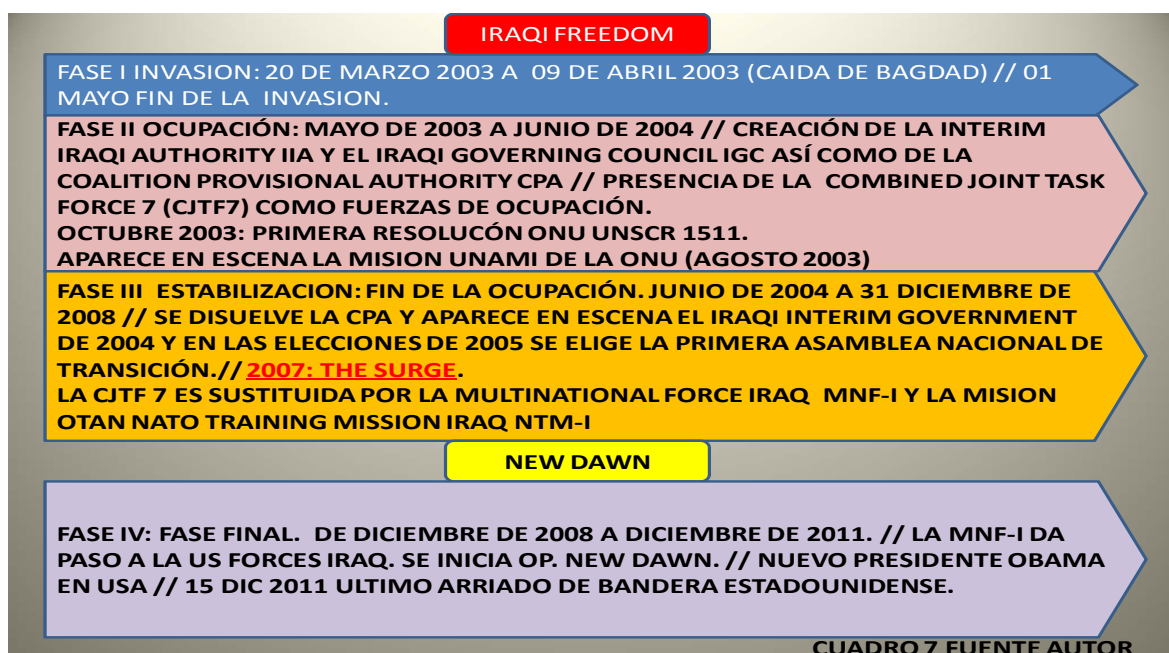 IRAQI FREEDOM
FASE I INVASION: 20 DE MARZO 2003 A 09 DE ABRIL 2003 (CAIDA DE BAGDAD) // 01
MAYO FIN DE LA INVASION.
FASE II OCUPACIÓN: MAYO DE 2003 A JUNIO DE 2004 // CREACIÓN DE LA INTERIM
IRAQI AUTHORITY IIA Y EL IRAQI GOVERNING COUNCIL IGC ASÍ COMO DE LA
COALITION PROVISIONAL AUTHORITY CPA // PRESENCIA DE LA COMBINED JOINT TASK
FORCE 7 (CJTF7) COMO FUERZAS DE OCUPACIÓN.
OCTUBRE 2003: PRIMERA RESOLUCÓN ONU UNSCR 1511.
APARECE EN ESCENA LA MISION UNAMI DE LA ONU (AGOSTO 2003)
FASE III ESTABILIZACION: FIN DE LA OCUPACIÓN. JUNIO DE 2004 A 31 DICIEMBRE DE
2008 // SE DISUELVE LA CPA Y APARECE EN ESCENA EL IRAQI INTERIM GOVERNMENT
DE 2004 Y EN LAS ELECCIONES DE 2005 SE ELIGE LA PRIMERA ASAMBLEA NACIONAL DE
TRANSICIÓN.// 2007: THE SURGE.
LA CJTF 7 ES SUSTITUIDA POR LA MULTINATIONAL FORCE IRAQ MNF-I Y LA MISION
OTAN NATO TRAINING MISSION IRAQ NTM-I
NEW DAWN
FASE IV: FASE FINAL. DE DICIEMBRE DE 2008 A DICIEMBRE DE 2011. // LA MNF-I DA
PASO A LA US FORCES IRAQ. SE INICIA OP. NEW DAWN. // NUEVO PRESIDENTE OBAMA
EN USA // 15 DIC 2011 ULTIMO ARRIADO DE BANDERA ESTADOUNIDENSE.
CUADRO 7 FUENTE AUTOR